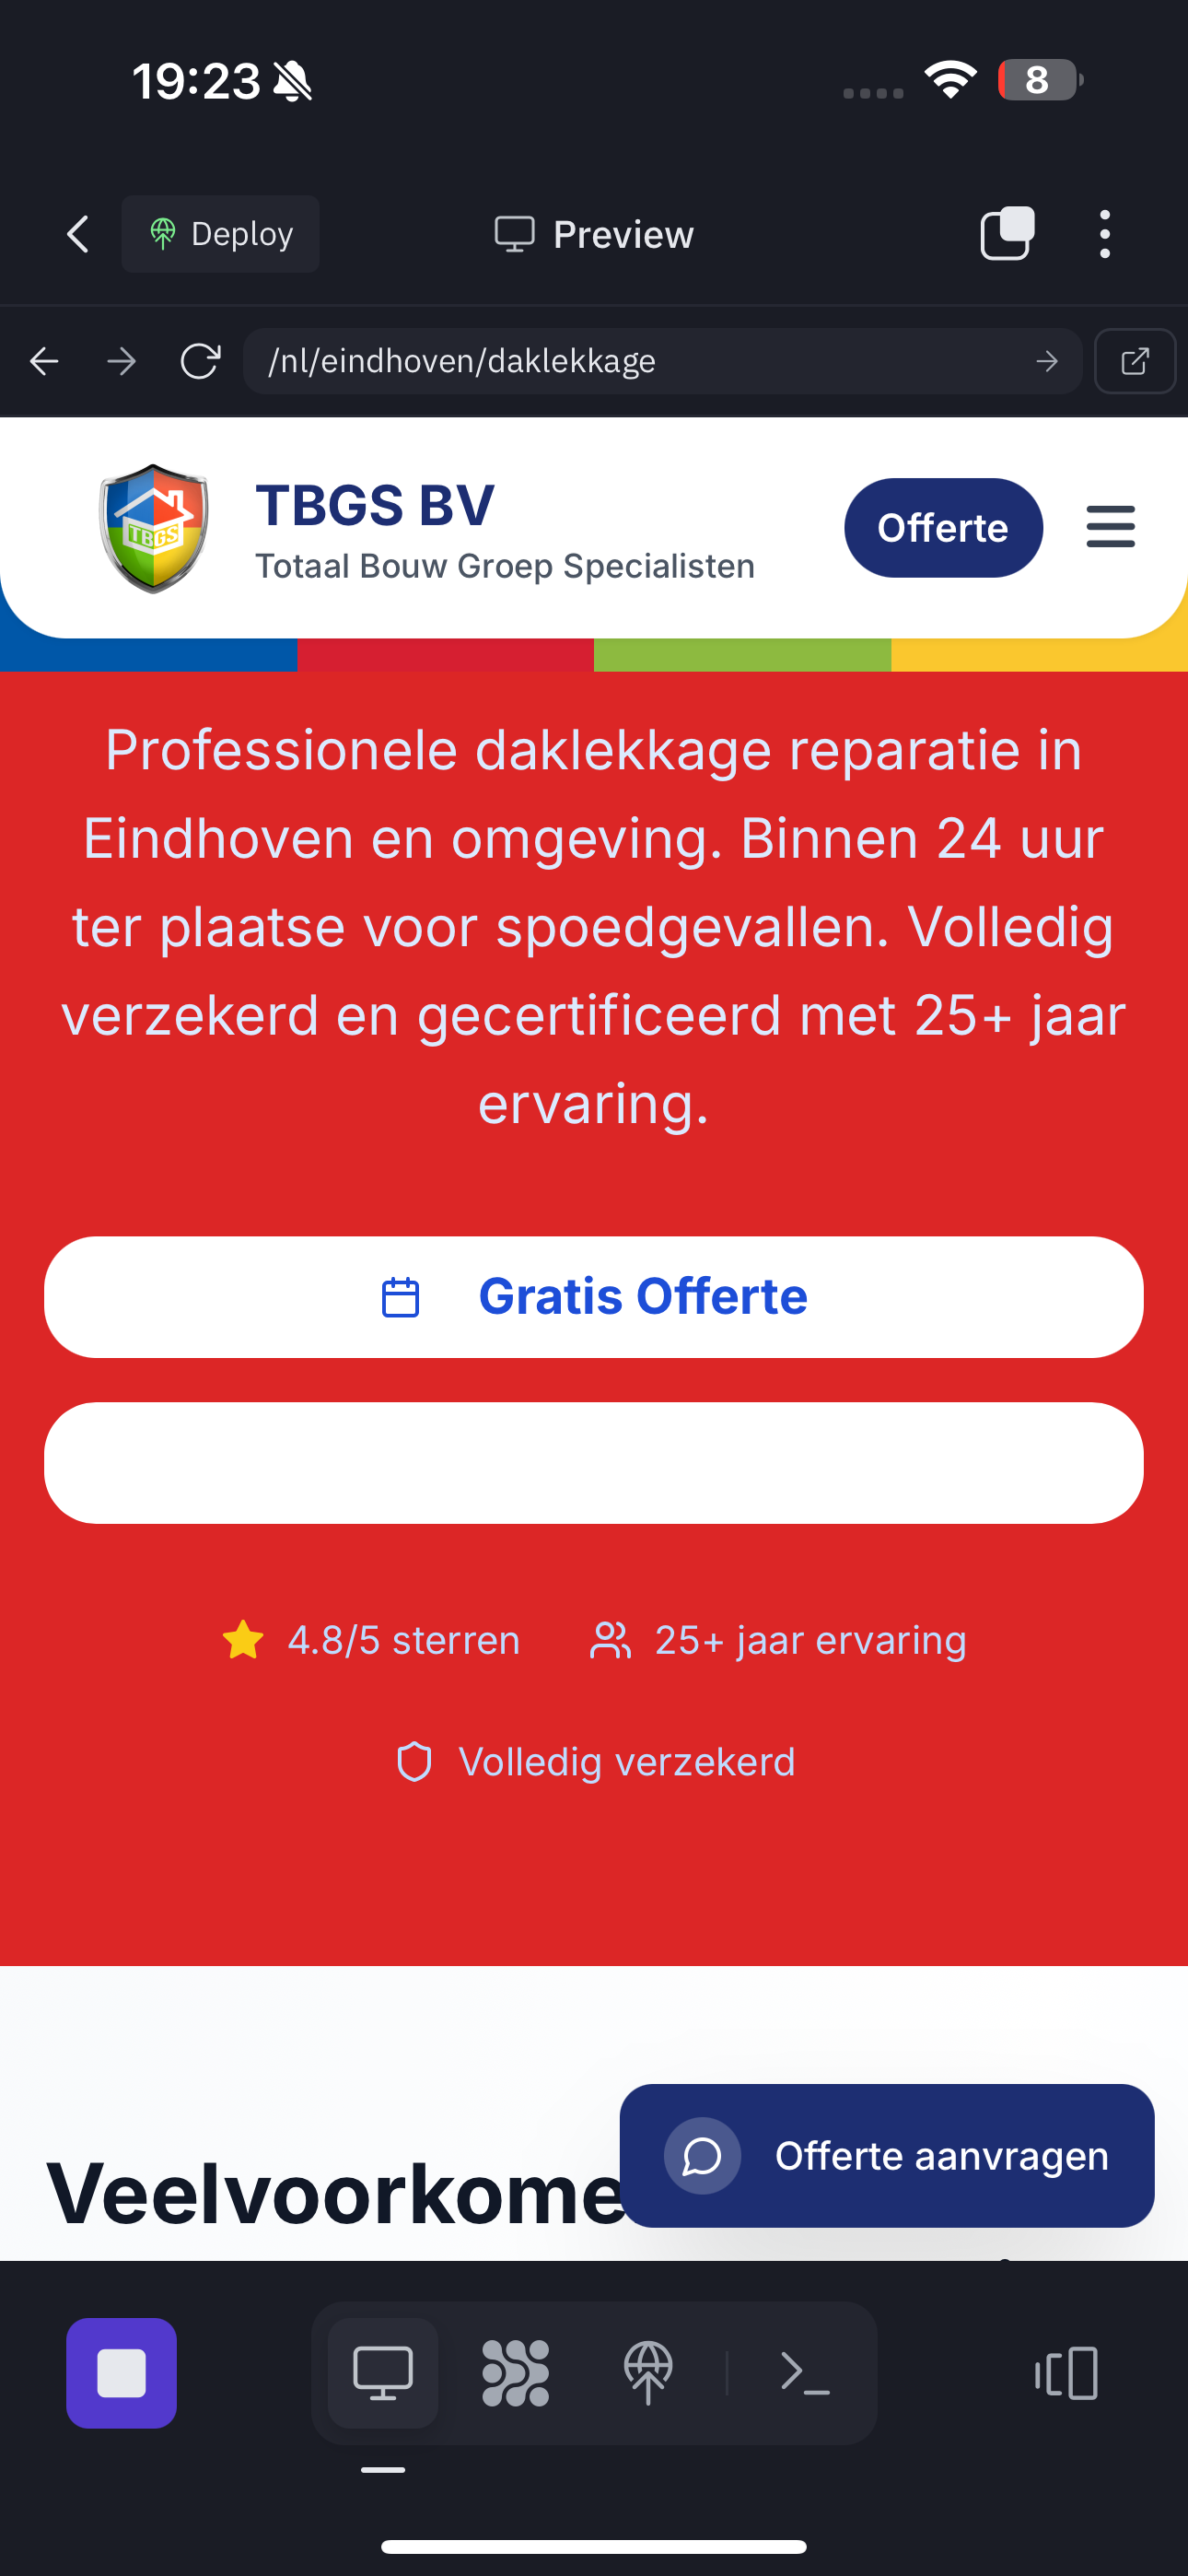 19:23
8
Deploy
Preview
/nl/eindhoven/daklekkage
TBGS
TBGS BV
Totaal Bouw Groep Specialisten
Offerte
Professionele daklekkage reparatie in
Eindhoven en omgeving. Binnen 24 uur
ter plaatse voor spoedgevallen. Volledig
verzekerd en gecertificeerd met 25+ jaar
ervaring.
Gratis Offerte
4.8/5 sterren
25+ jaar ervaring
Volledig verzekerd
Offerte aanvragen
Veelvoorkome